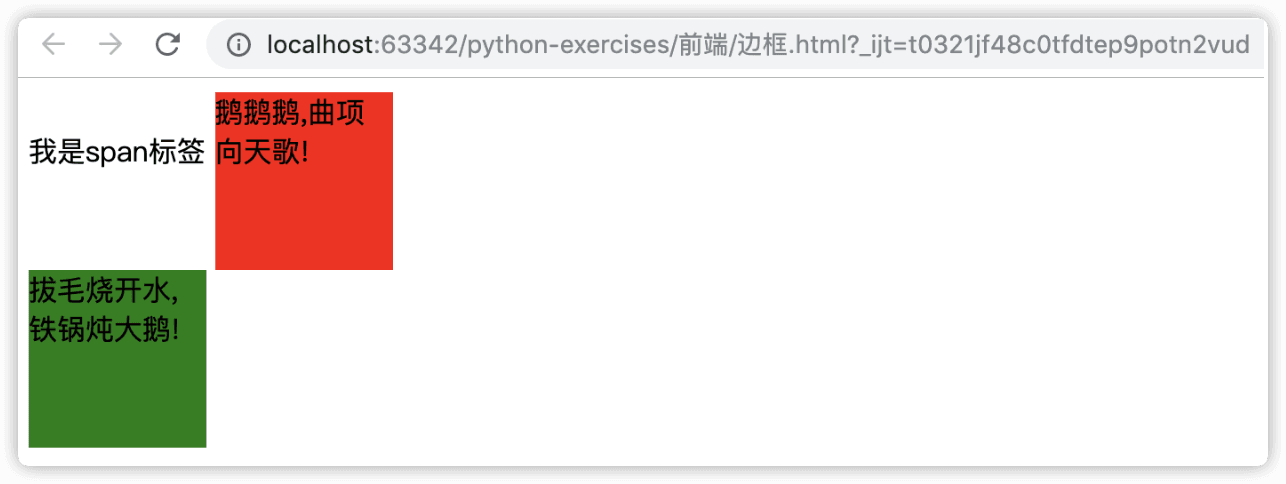 localhost:63342/python-exercises/前端/边框.html?_ijt=t0321jf48c0tfdtep9potn2vud
鹅鹅鹅,曲项
我是span标签 向天歌!
拔毛烧开水,
铁锅炖大鹅!